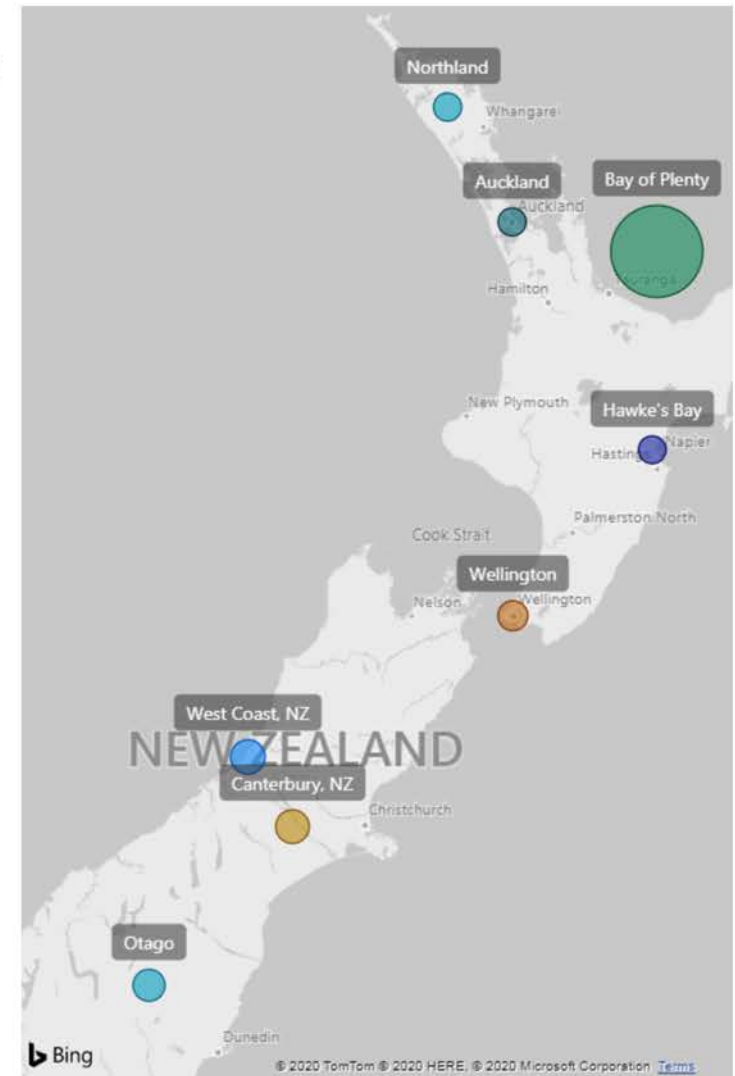 Northland
Whangarei
Auckland
Bay of Plenty
Auckland
Tauranga
Hamilton
New Plymouth
Hawke's Bay
Napier
Hastings
Palmerston North
Cook Strait
Wellington
Nelson
Wellington
West Coast, NZ
NEW ZEALAND
Canterbury, NZ
Christchurch
Otago
Dunedin
Bing
© 2020 TomTom © 2020 HERE, © 2020 Microsoft Corporation Terms